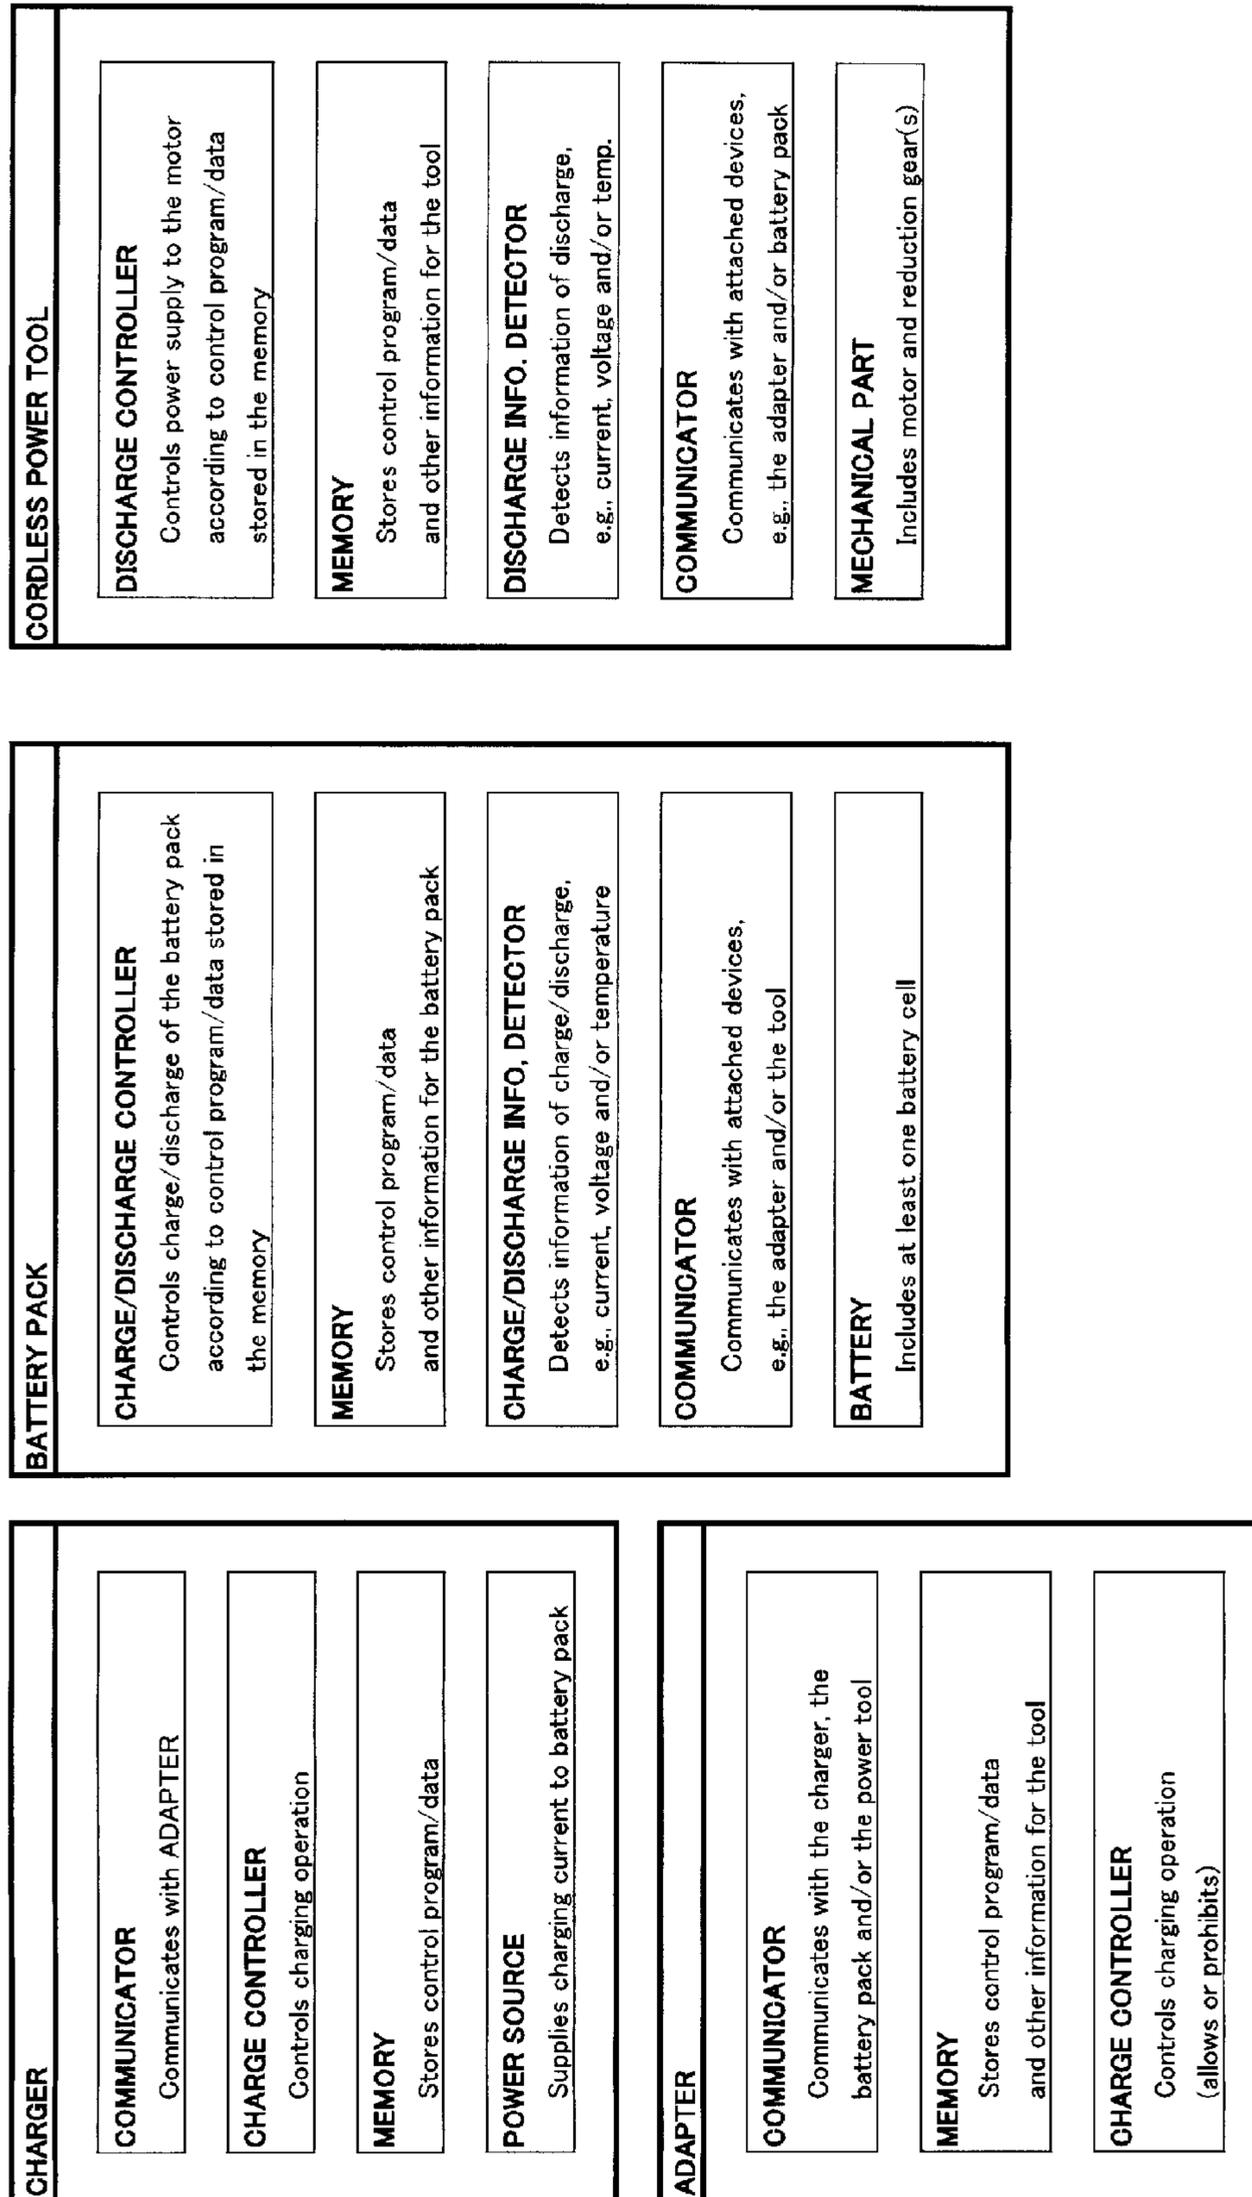 CHARGER
COMMUNICATOR
Communicates with ADAPTER
CHARGE CONTROLLER
Controls charging operation
MEMORY
Stores control program/data
POWER SOURCE
Supplies charging current to battery pack
ADAPTER
COMMUNICATOR
Communicates with the charger, the
battery pack and/or the power tool
MEMORY
Stores control program/data
and other information for the tool
CHARGE CONTROLLER
Controls charging operation
(allows or prohibits)
BATTERY PACK
CHARGE/DISCHARGE CONTROLLER
Controls charge/discharge of the battery pack
according to control program/data stored in
the memory
MEMORY
Stores control program/data
and other information for the battery pack
CHARGE/DISCHARGE INFO, DETECTOR
Detects information of charge/discharge,
e.g., current, voltage and/or temperature
COMMUNICATOR
Communicates with attached devices,
e.g., the adapter and/or the tool
BATTERY
Includes at least one battery cell
CORDLESS POWER TOOL
DISCHARGE CONTROLLER
Controls power supply to the motor
according to control program/data
stored in the memory
MEMORY
Stores control program/data
and other information for the tool
DISCHARGE INFO. DETECTOR
Detects information of discharge,
e.g., current, voltage and/or temp.
COMMUNICATOR
Communicates with attached devices,
e.g., the adapter and/or battery pack
MECHANICAL PART
Includes motor and reduction gear(s)